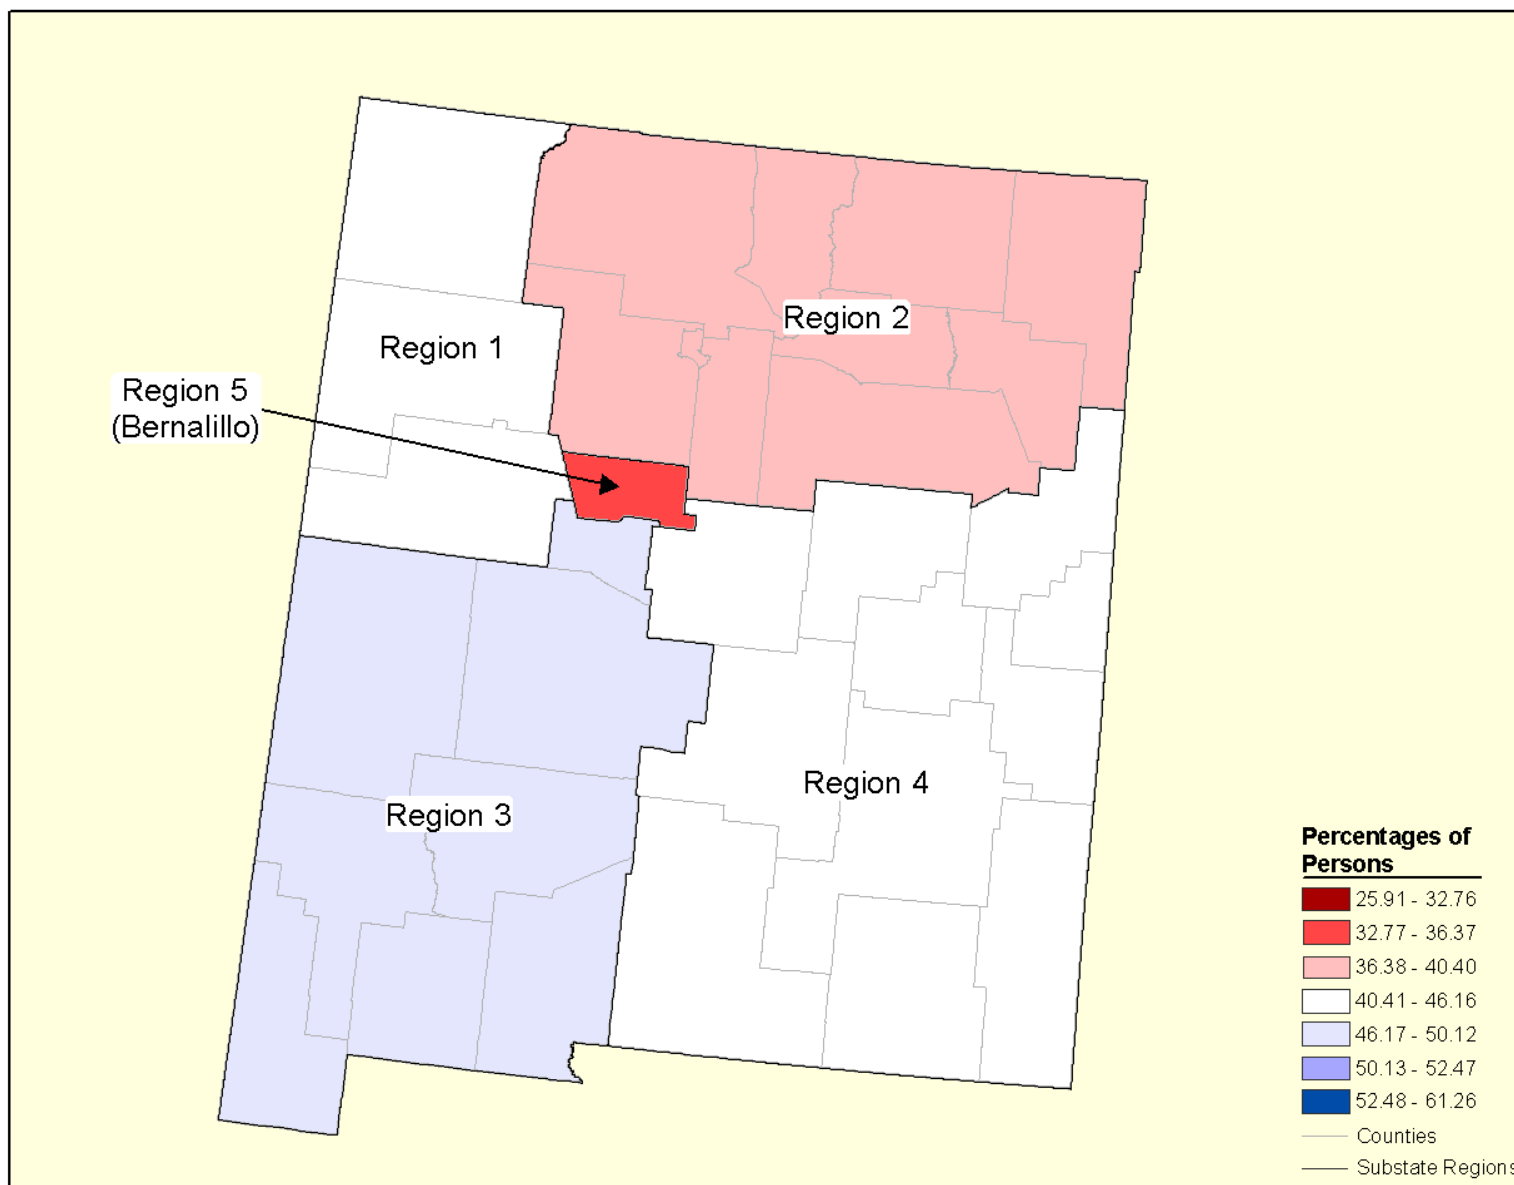 Region 2
Region 1
Region 5
(Bernalillo)
Region 4
Region 3
Percentages of
Persons
25.91 - 32.76
32.77 - 36.37
36.38 - 40.40
40.41 - 46.16
46.17 - 50.12
50.13 - 52.47
52.48 - 61.26
Counties
Substate Regions